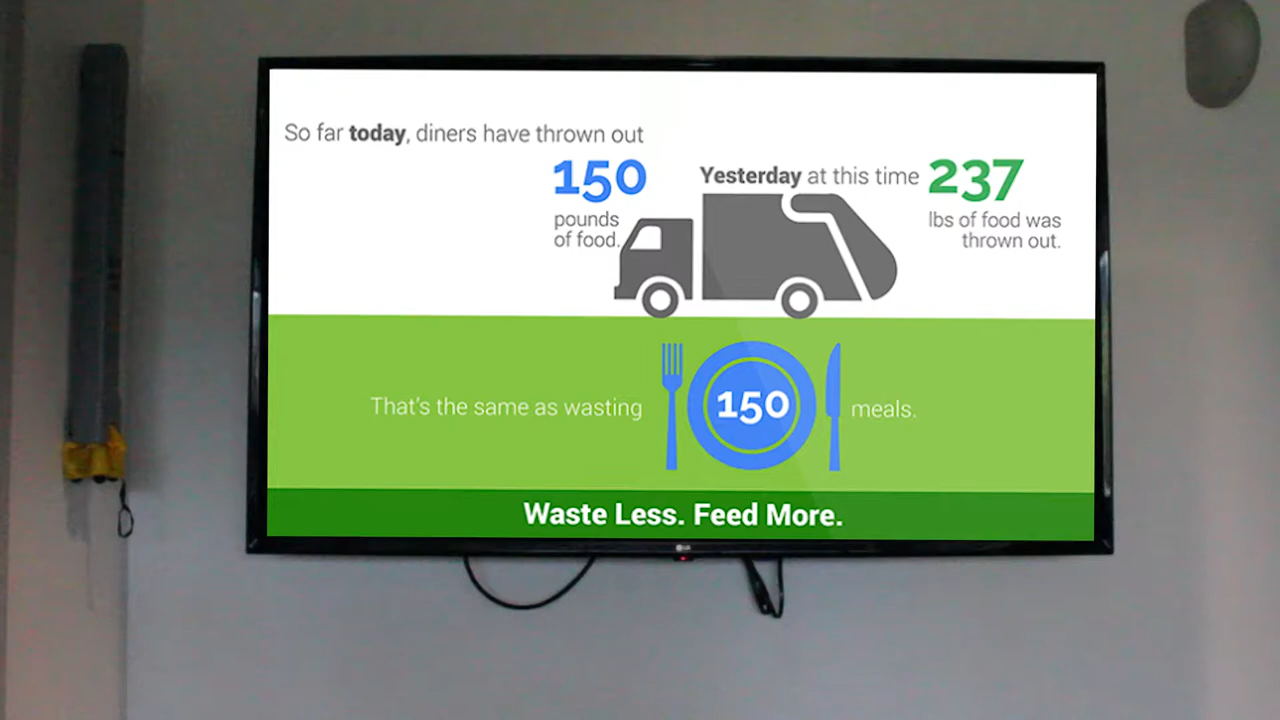 So far today, diners have thrown out
150
pounds
of food.
Yesterday at this time 237
lbs of food was
thrown out.
That's the same as wasting 150 meals.
Waste Less. Feed More.
LG